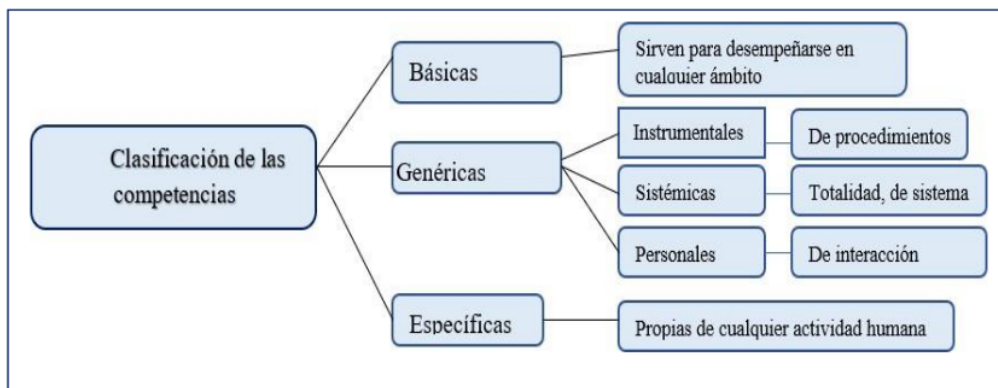 Clasificación de las
competencias
Básicas
Sirven para desempeñarse en
cualquier ámbito
Genéricas
Instrumentales
De procedimientos
Sistémicas
Totalidad, de sistema
Personales
De interacción
Específicas
Propias de cualquier actividad humana